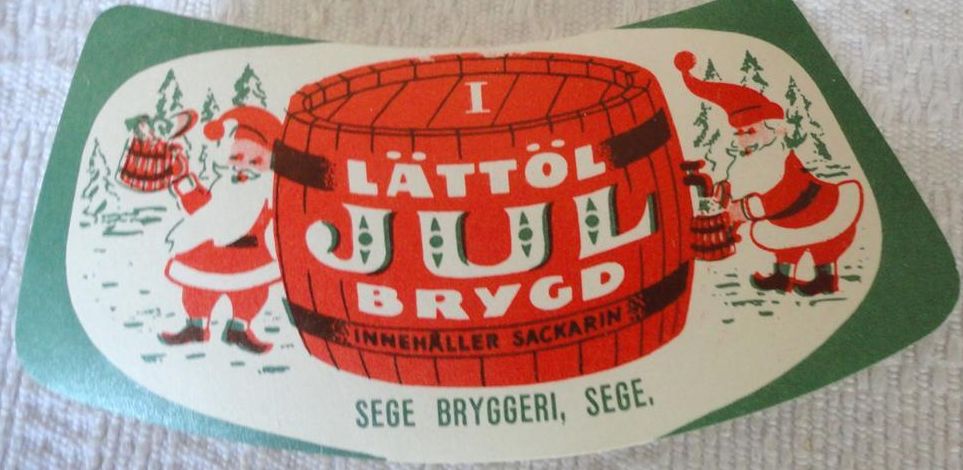 I
LÄTTÖL
JUL
BRYGD
INNEHÅLLER SACKARIN
SEGE BRYGGERI, SEGE.